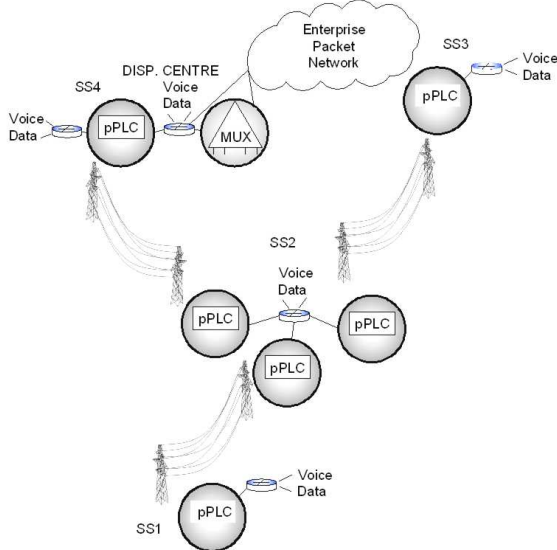 Enterprise
Packet
Network
SS3
Voice
Data
pPLC
DISP. CENTRE
Voice
Data
SS4
Voice
Data
pPLC
MUX
SS2
Voice
Data
pPLC
pPLC
pPLC
Voice
Data
pPLC
SS1